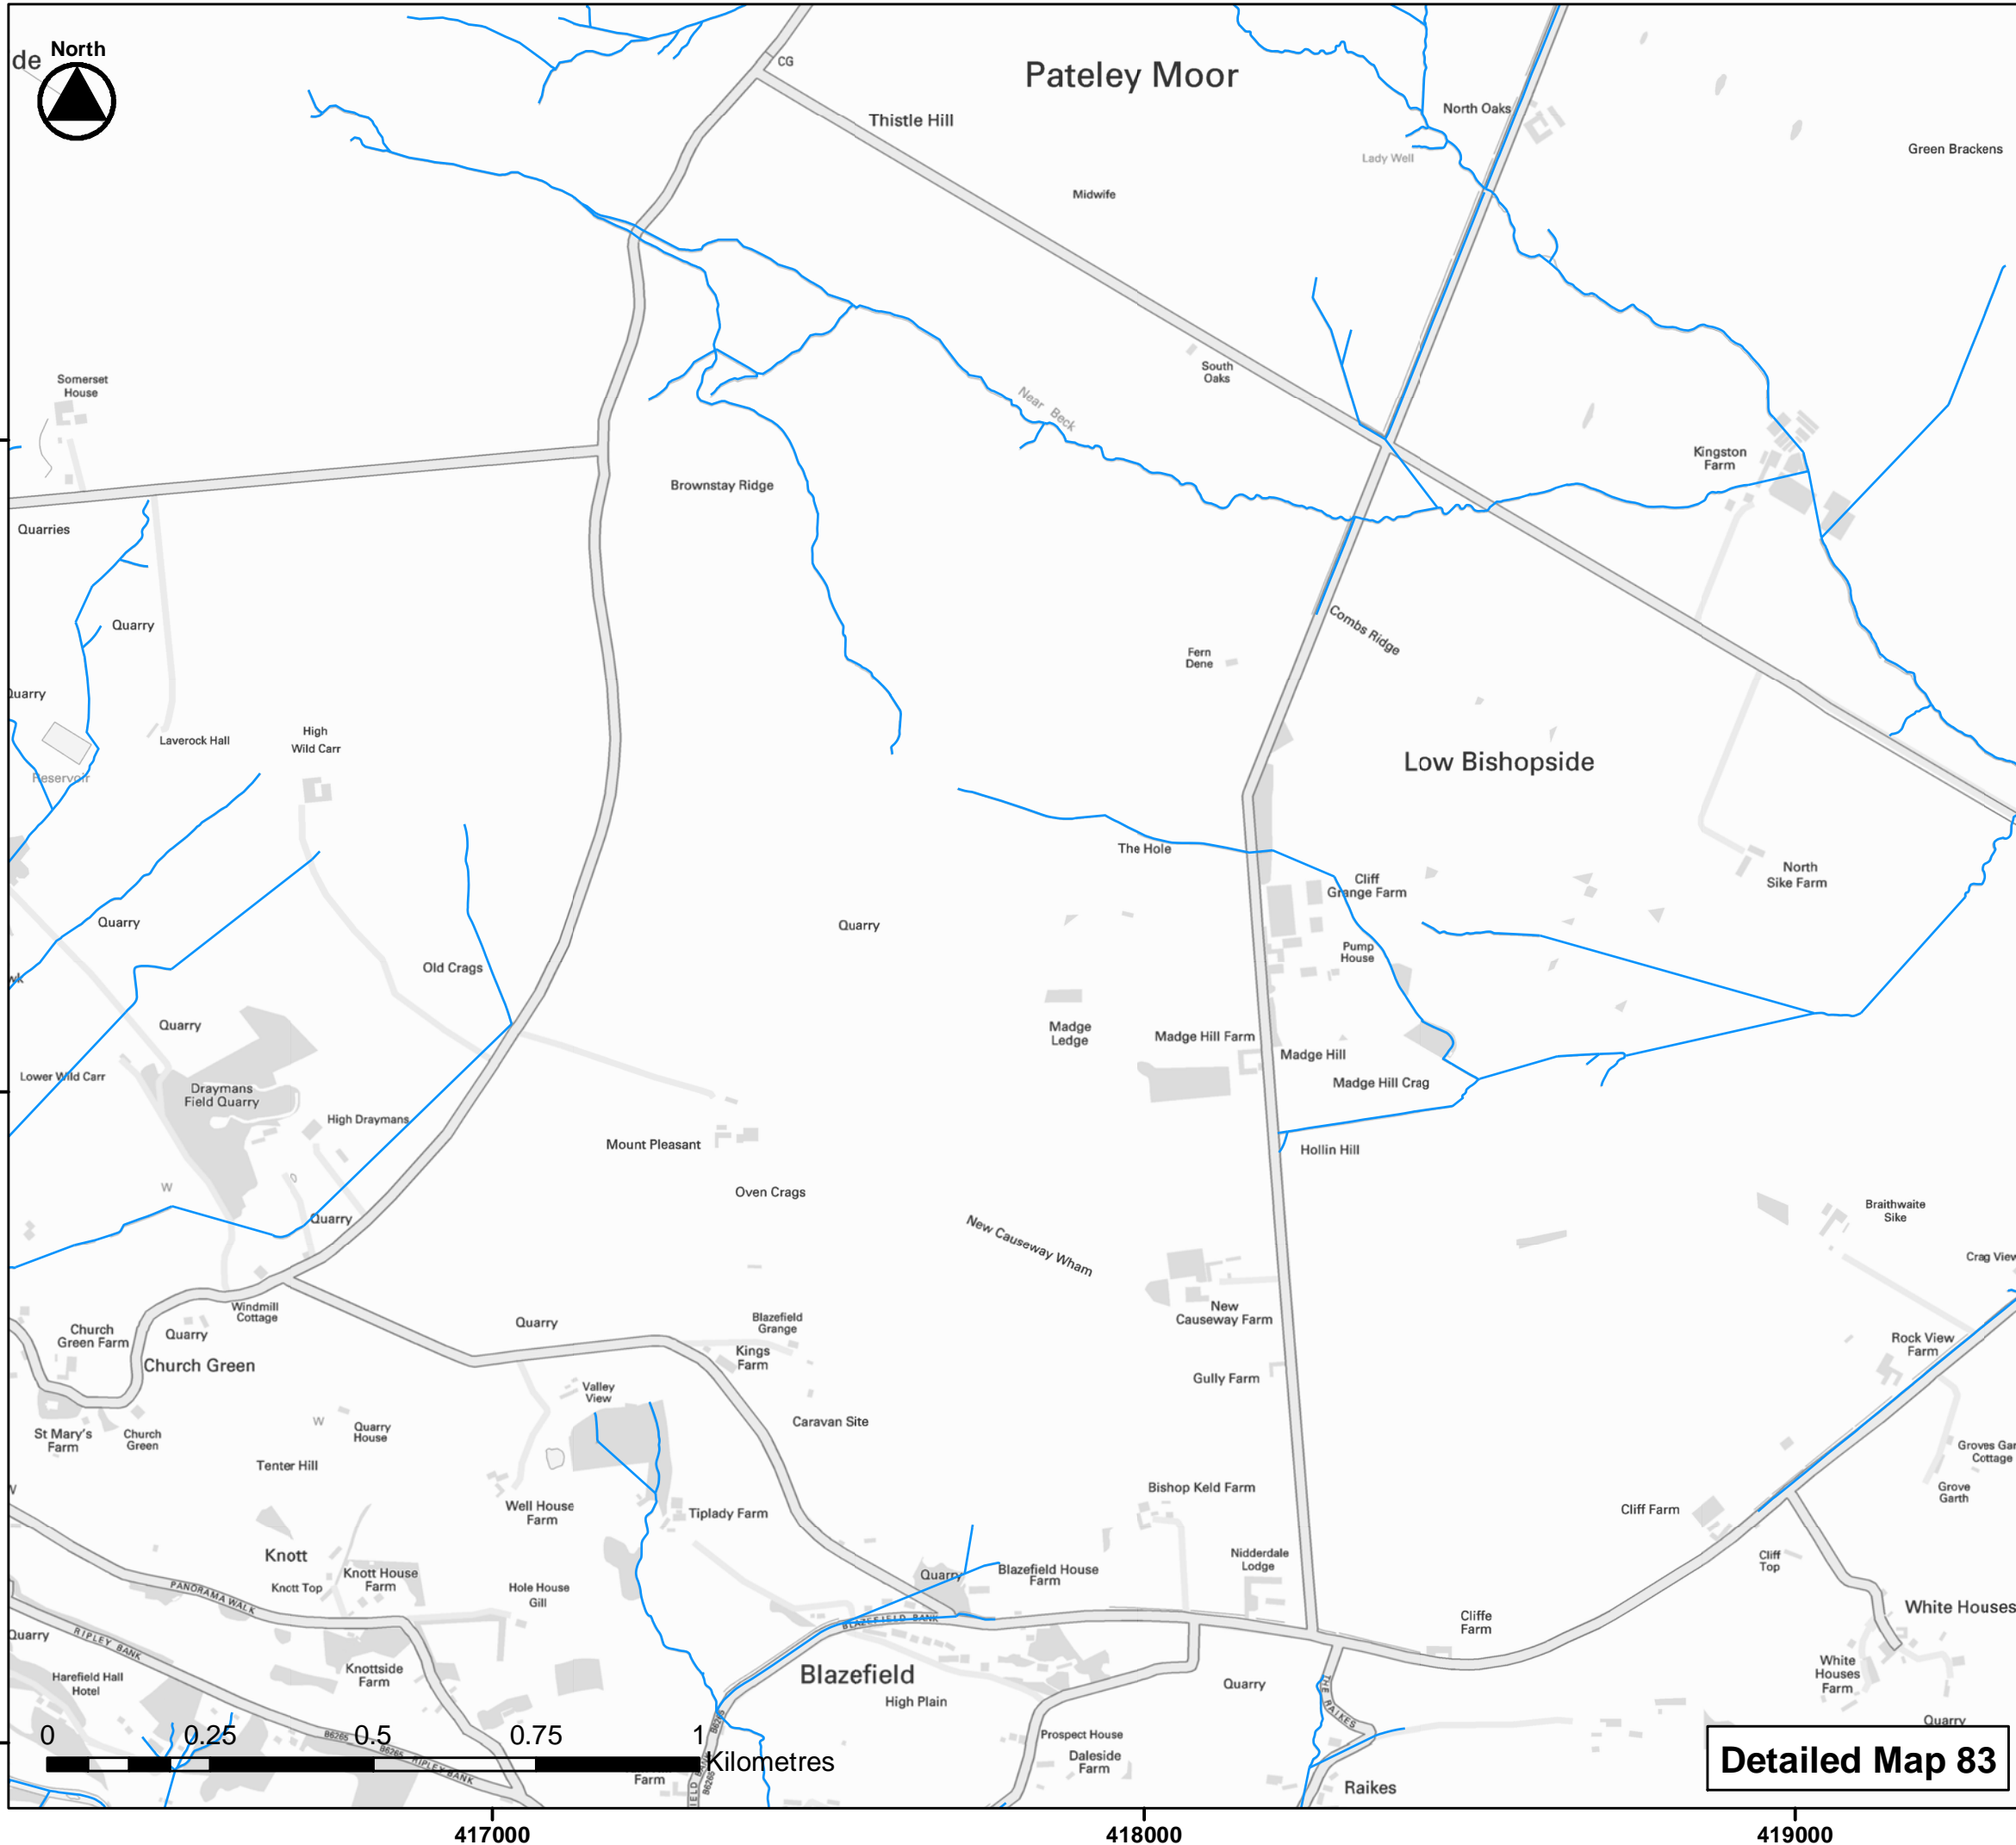 North
de
CG
Pateley Moor
Thistle Hill
North Oaks
Lady Well
Green Brackens
Midwife
Somerset
House
South
Oaks
Near Beck
Kingston
Farm
Brownstay Ridge
Quarries
Quarry
Combs Ridge
Fern
Dene
Quarry
Laverock Hall
High
Wild Carr
Reservoir
Low Bishopside
The Hole
Cliff
Grange Farm
North
Sike Farm
Quarry
Quarry
Pump
House
Old Crags
wk
Quarry
Madge
Ledge
Madge Hill Farm
Madge Hill
Lower Wild Carr
Draymans
Field Quarry
Madge Hill Crag
High Draymans
Mount Pleasant
Hollin Hill
W
Oven Crags
Quarry
Braithwaite
Sike
New Causeway Wham
Crag View
Windmill
Cottage
New
Causeway Farm
Church
Green Farm
Quarry
Quarry
Blazefield
Grange
Kings
Farm
Rock View
Farm
Church Green
Gully Farm
Valley
View
St Mary's
Farm
Church
Green
W
Quarry
House
Caravan Site
Groves Gar
Cottage
Tenter Hill
Bishop Keld Farm
Grove
Garth
W
Well House
Farm
Tiplady Farm
Cliff Farm
Knott
Nidderdale
Lodge
Cliff
Top
Knott Top
Knott House
Farm
Hole House
Gill
Quarry
Blazefield House
Farm
PANORAMA WALK
White Houses
BLAZEFIELD BANK
Cliffe
Farm
Quarry
RIPLEY BANK
Harefield Hall
Hotel
Knottside
Farm
Blazefield
High Plain
Quarry
THE RAIKES
White
Houses
Farm
Quarry
Prospect House
Daleside
Farm
B6265
B6265 RIPLEY BANK
B6265
IELD BANK
B6265
Farm
Raikes
0 0.25 0.5 0.75 1
Kilometres
Detailed Map 83
417000 418000 419000